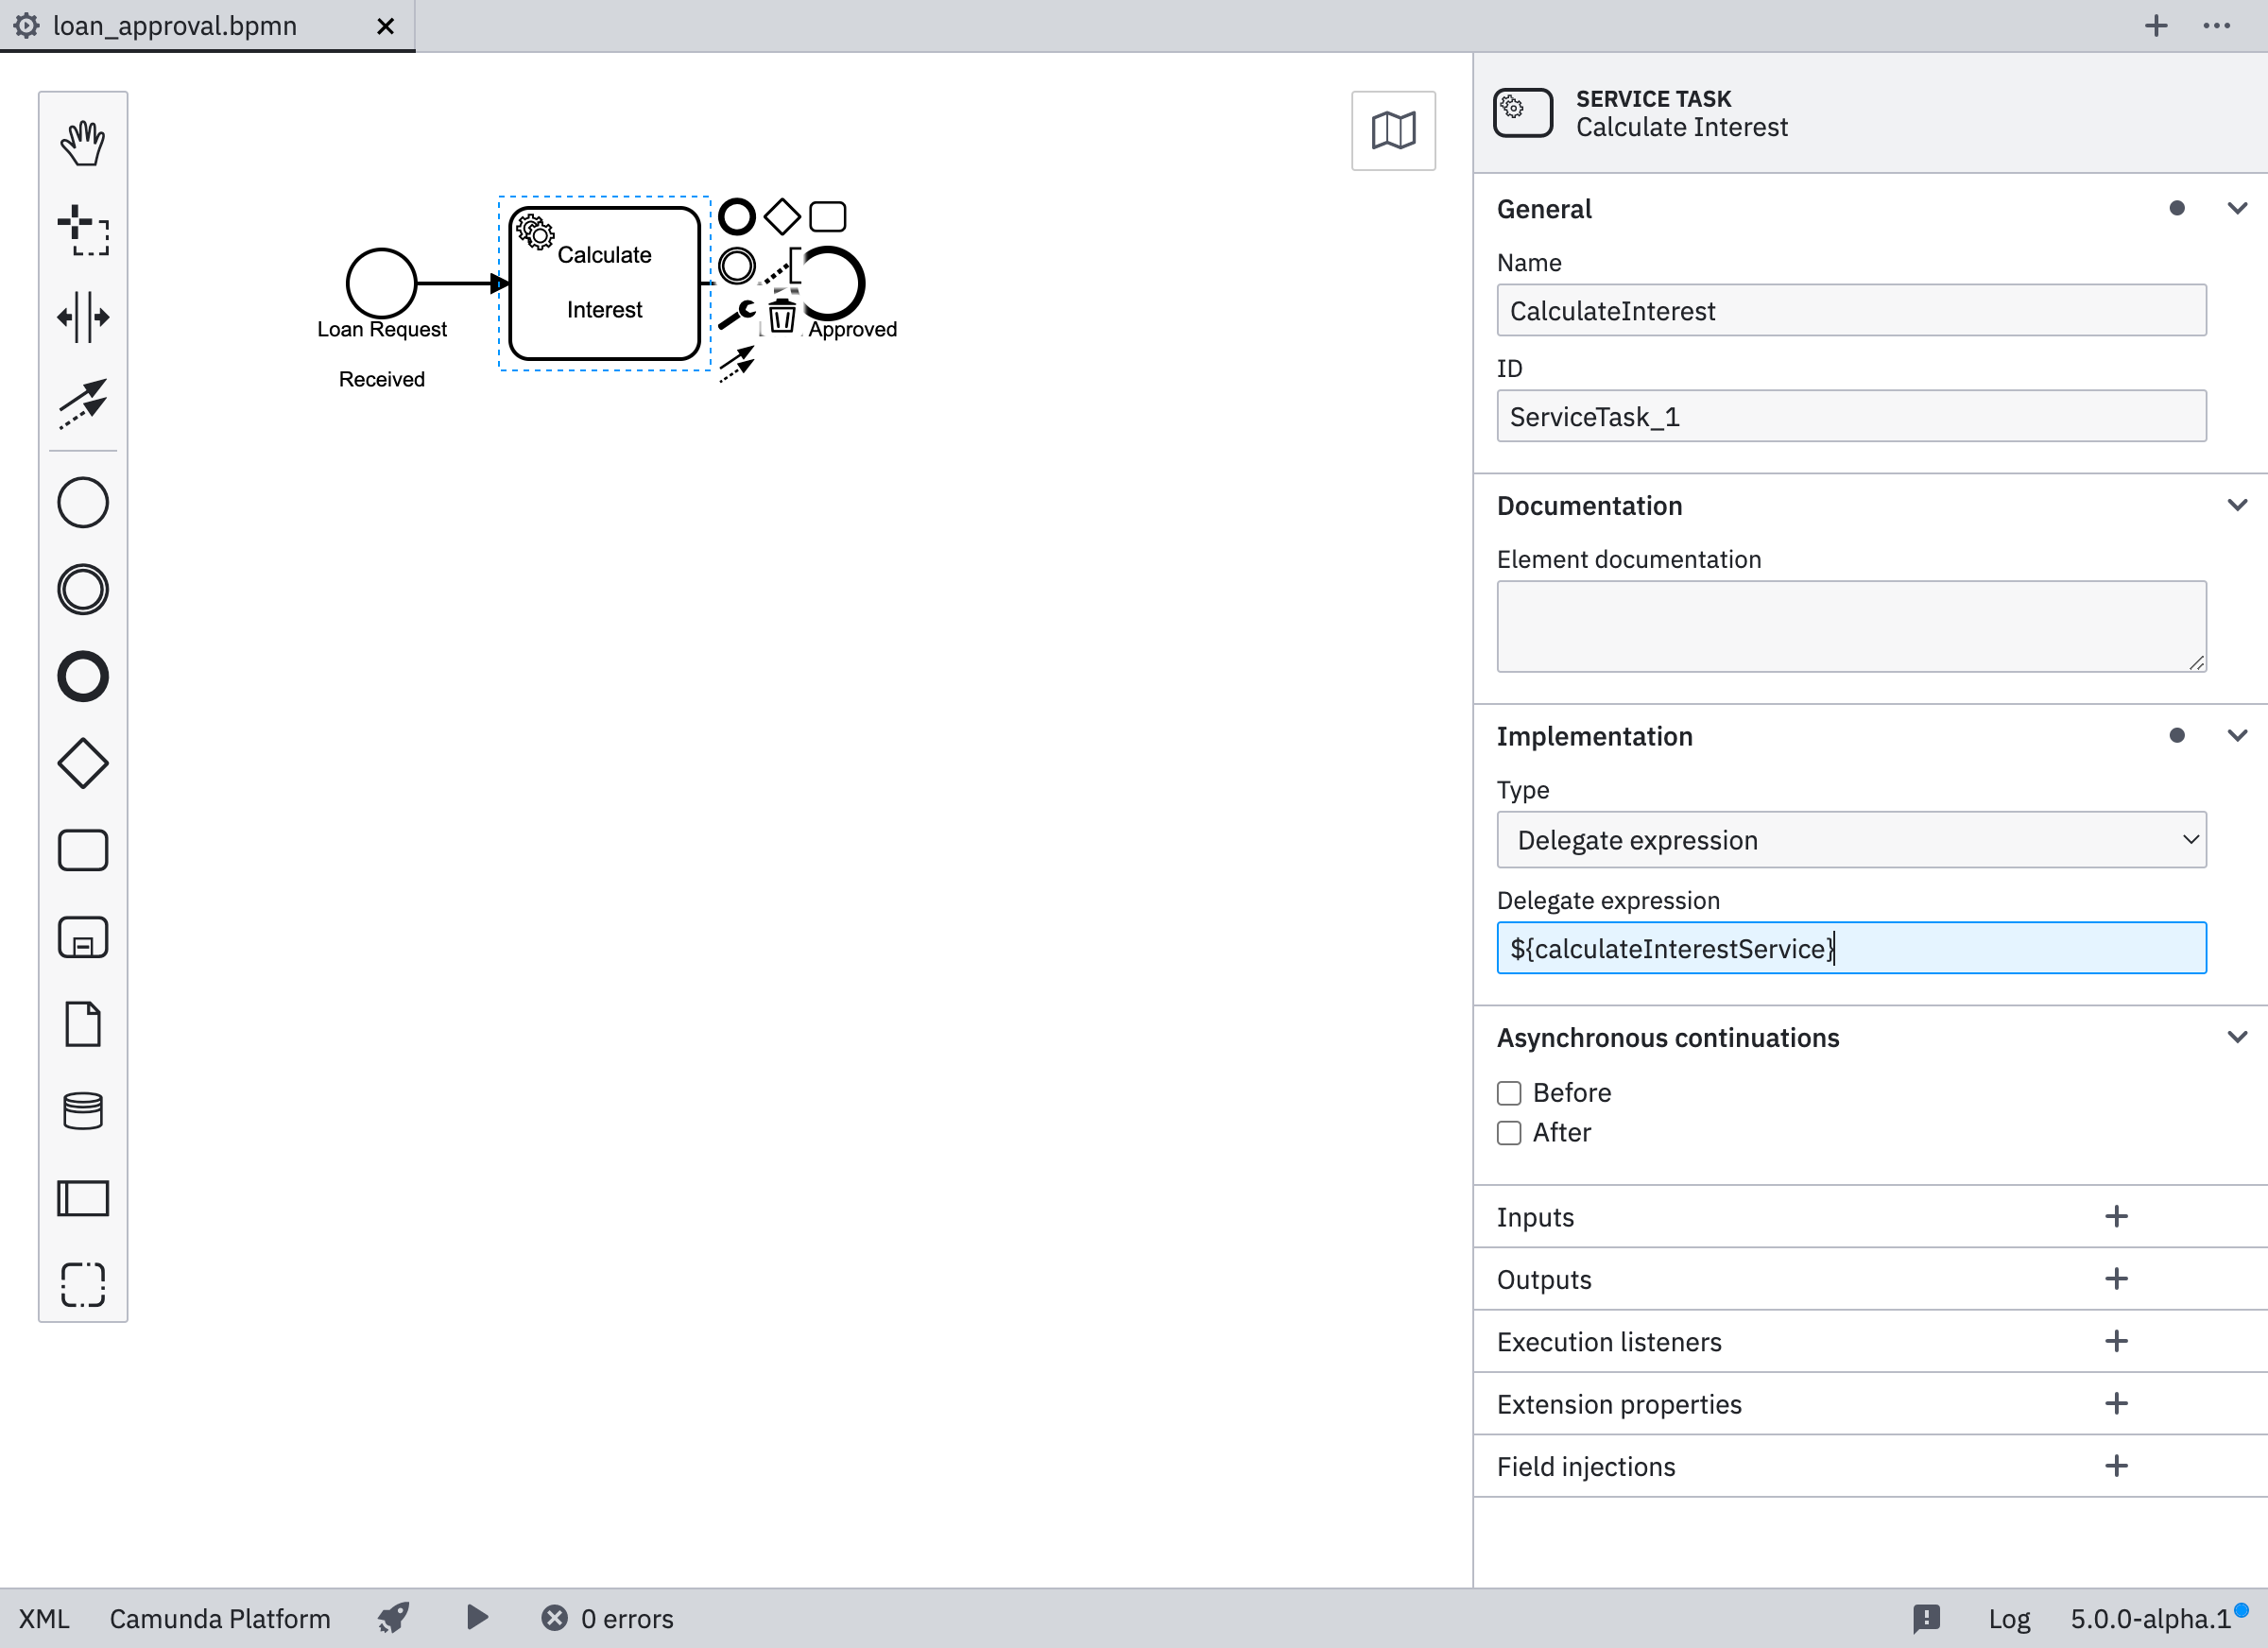 loan_approval.bpmn
SERVICE TASK
Calculate Interest
General
Name
CalculateInterest
ID
ServiceTask_1
Documentation
Element documentation
Implementation
Type
Delegate expression
Delegate expression
${calculateInterestService}
Asynchronous continuations
Before
After
Inputs
Outputs
Execution listeners
Extension properties
Field injections
Calculate
Interest
Loan Request
Received
Approved
XML
Camunda Platform
0 errors
Log
5.0.0-alpha.1